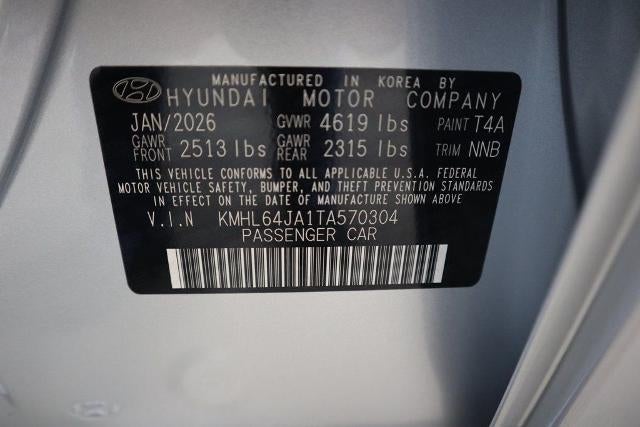 MANUFACTURED IN KOREA BY
HYUNDAI MOTOR COMPANY
JAN/2026 GVWR 4619 lbs PAINT T4A
GAWR FRONT 2513 lbs GAWR REAR 2315 lbs TRIM NNB
THIS VEHICLE CONFORMS TO ALL APPLICABLE U.S.A. FEDERAL
MOTOR VEHICLE SAFETY, BUMPER, AND THEFT PREVENTION STANDARDS
IN EFFECT ON THE DATE OF MANUFACTURE SHOWN ABOVE
V.I.N KMHL64JA1TA570304
PASSENGER CAR